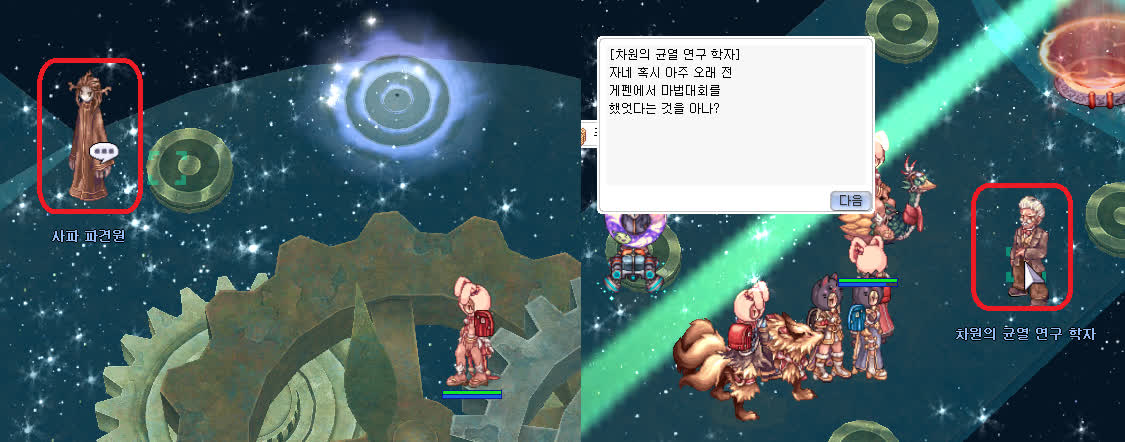 사파 파견원
[차원의 균열 연구 학자]
자네 혹시 아주 오래 전
게펜에서 마법대회를
했엇다는 것을 아나?
다음
차원의 균열 연구 학자